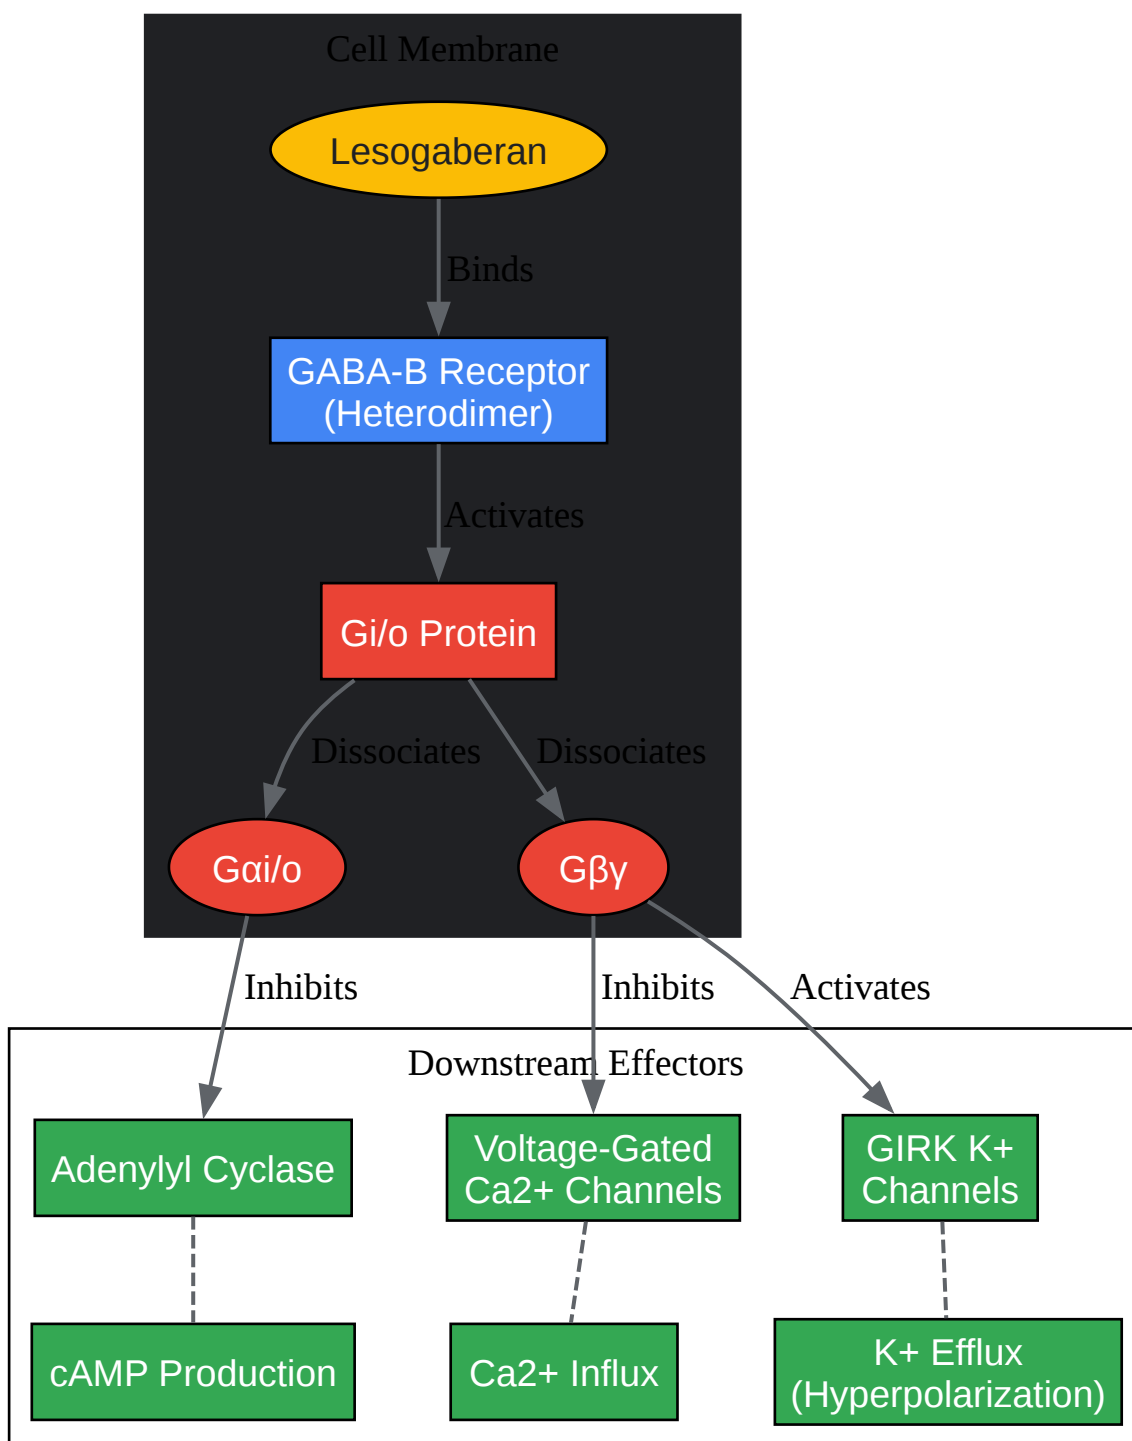 Cell Membrane
Lesogaberan
Binds
GABA-B Receptor
(Heterodimer)
Activates
Gi/o Protein
Dissociates
Dissociates
Gαi/o
Gβγ
Inhibits
Inhibits
Activates
Downstream Effectors
Adenylyl Cyclase
Voltage-Gated
Ca2+ Channels
GIRK K+
Channels
cAMP Production
Ca2+ Influx
K+ Efflux
(Hyperpolarization)